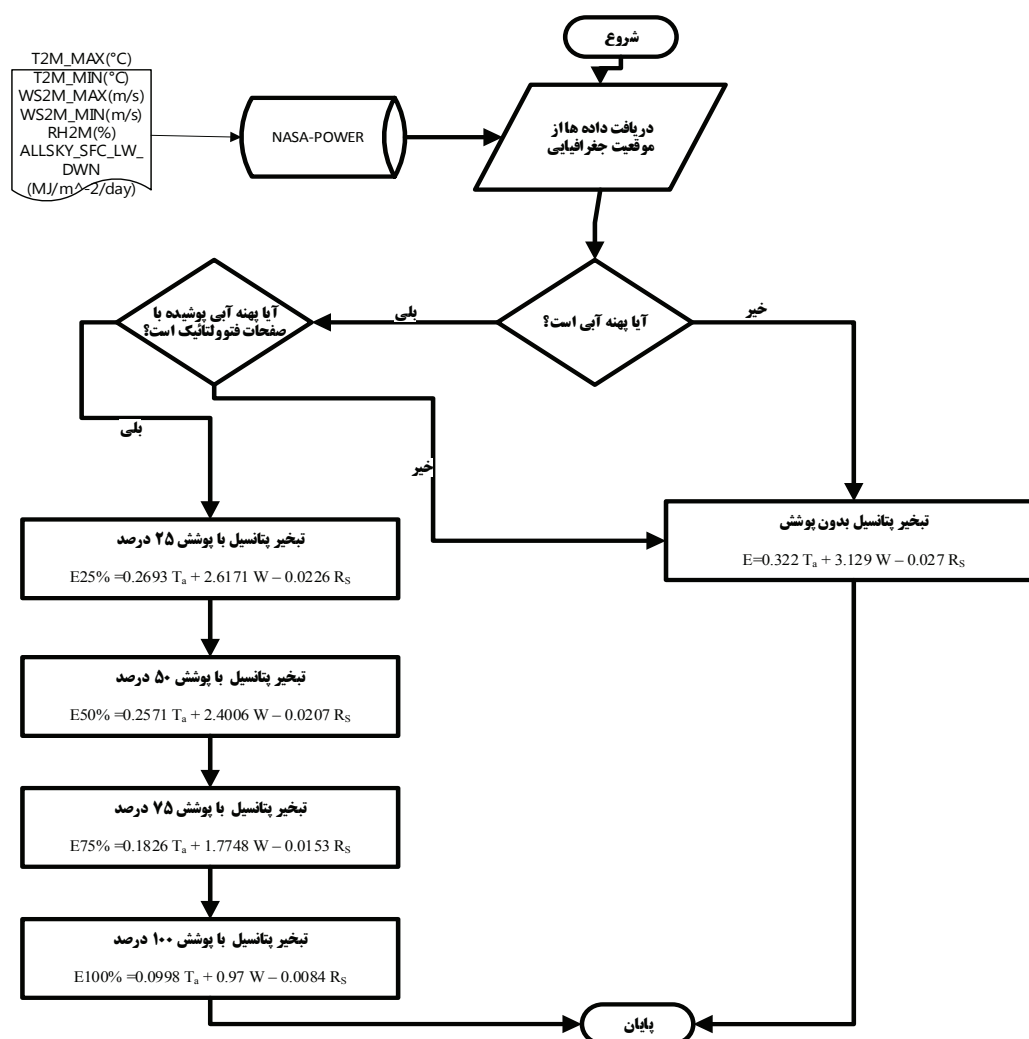 شروع
T2M_MAX(°C)
T2M_MIN(°C)
WS2M_MAX(m/s)
WS2M_MIN(m/s)
RH2M(%)
ALLSKY_SFC_LW_
DWN
(MJ/m^-2/day)
NASA-POWER
دریافت داده ها از
موقعیت جغرافیایی
آیا پهنه آبی است؟
بلی
خیر
آیا پهنه آبی پوشیده با
صفحات فتوولتائیک است؟
بلی
خیر
تبخیر پتانسیل بدون پوشش
E=0.322 Ta + 3.129 W – 0.027 RS
تبخیر پتانسیل با پوشش ۲۵ درصد
E25% =0.2693 Ta + 2.6171 W – 0.0226 RS
تبخیر پتانسیل با پوشش ۵۰ درصد
E50% =0.2571 Ta + 2.4006 W – 0.0207 RS
تبخیر پتانسیل با پوشش ۷۵ درصد
E75% =0.1826 Ta + 1.7748 W – 0.0153 RS
تبخیر پتانسیل با پوشش ۱۰۰ درصد
E100% =0.0998 Ta + 0.97 W – 0.0084 RS
پایان